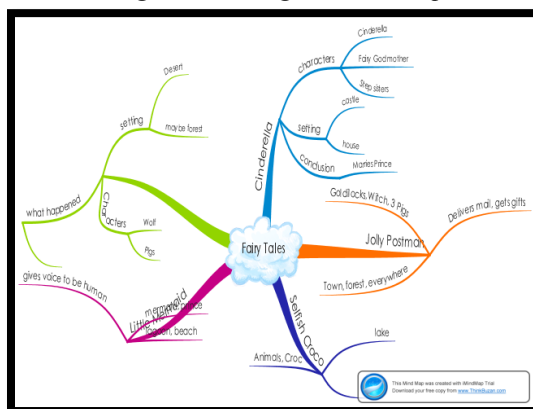 Fairy Tales
Cinderella
characters
Cinderella
Fairy Godmother
Step sisters
setting
castle
house
conclusion
Marries Prince
Jolly Postman
Goldilocks, Witch, 3 Pigs
Delivers mail, gets gifts
Town, forest, everywhere
Selfish Croco
lake
Animals, Croc
Little Merma
mermaid
gives voice to be human
lagoon, beach
setting
Desert
maybe forest
Characters
Wolf
Pigs
what happened
This Mind Map was created with iMindMap Trial
Download your free copy from www.ThinkBuzan.com